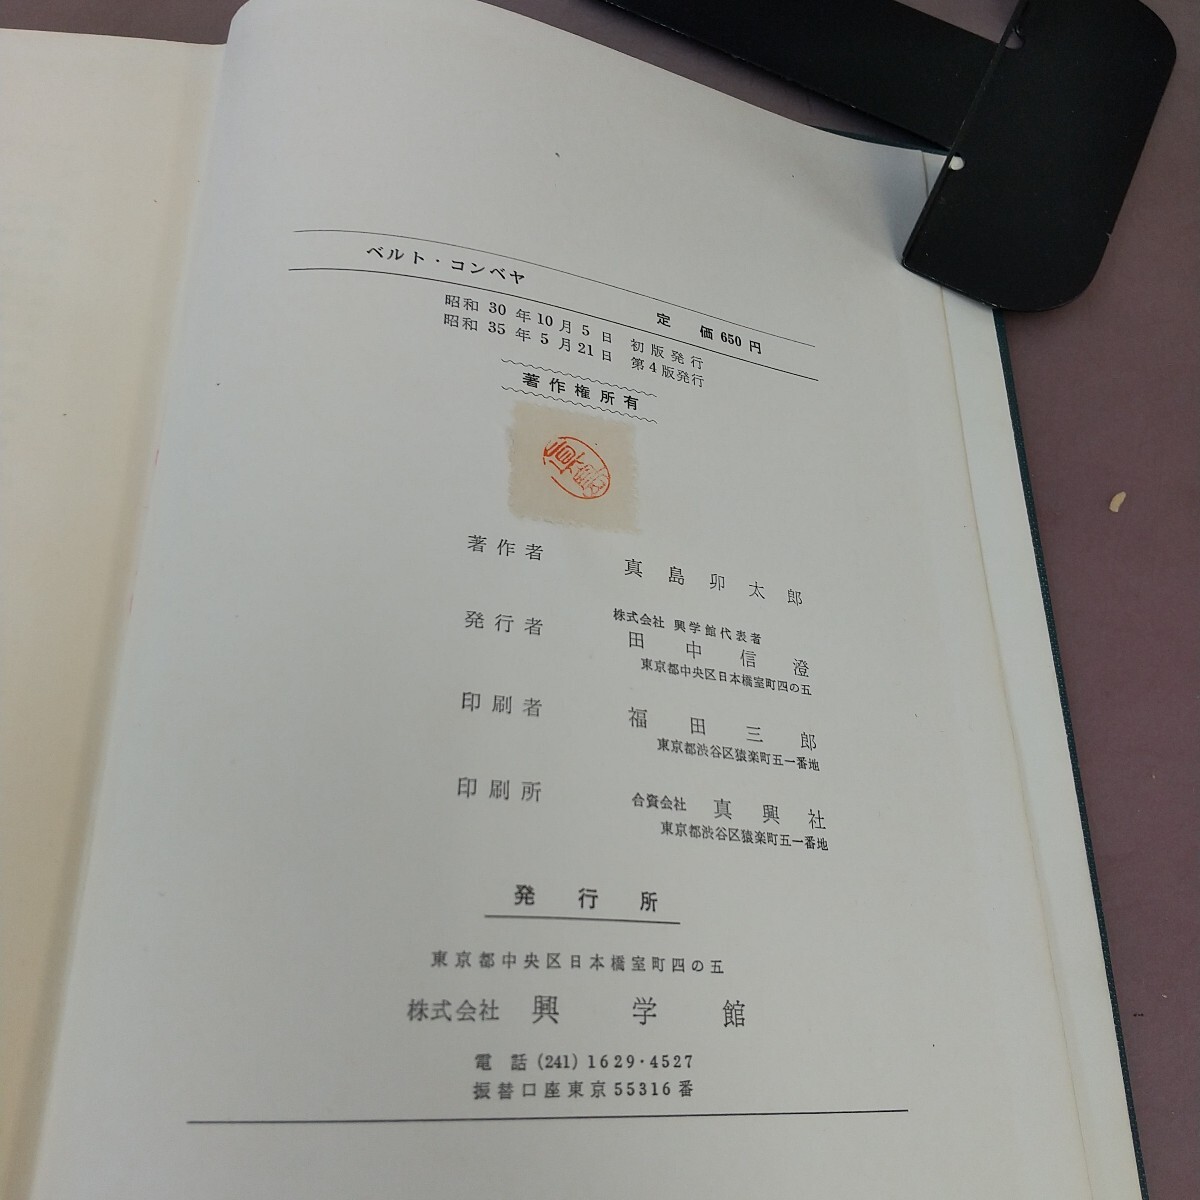 ベルト・コンベヤ
定価 650 円
昭和 30 年 10 月 5 日 初版発行
昭和 35 年 5 月 21 日 第 4 版発行
著作権所有
著作者 真島卯太郎
発行者 株式会社 興学館代表者
田中信澄
東京都中央区日本橋室町四の五
印刷者 福田三郎
東京都渋谷区猿楽町五一番地
印刷所 合資会社 真興社
東京都渋谷区猿楽町五一番地
発行所
東京都中央区日本橋室町四の五
株式会社 興学館
電話 (241) 1629・4527
振替口座東京 55316 番